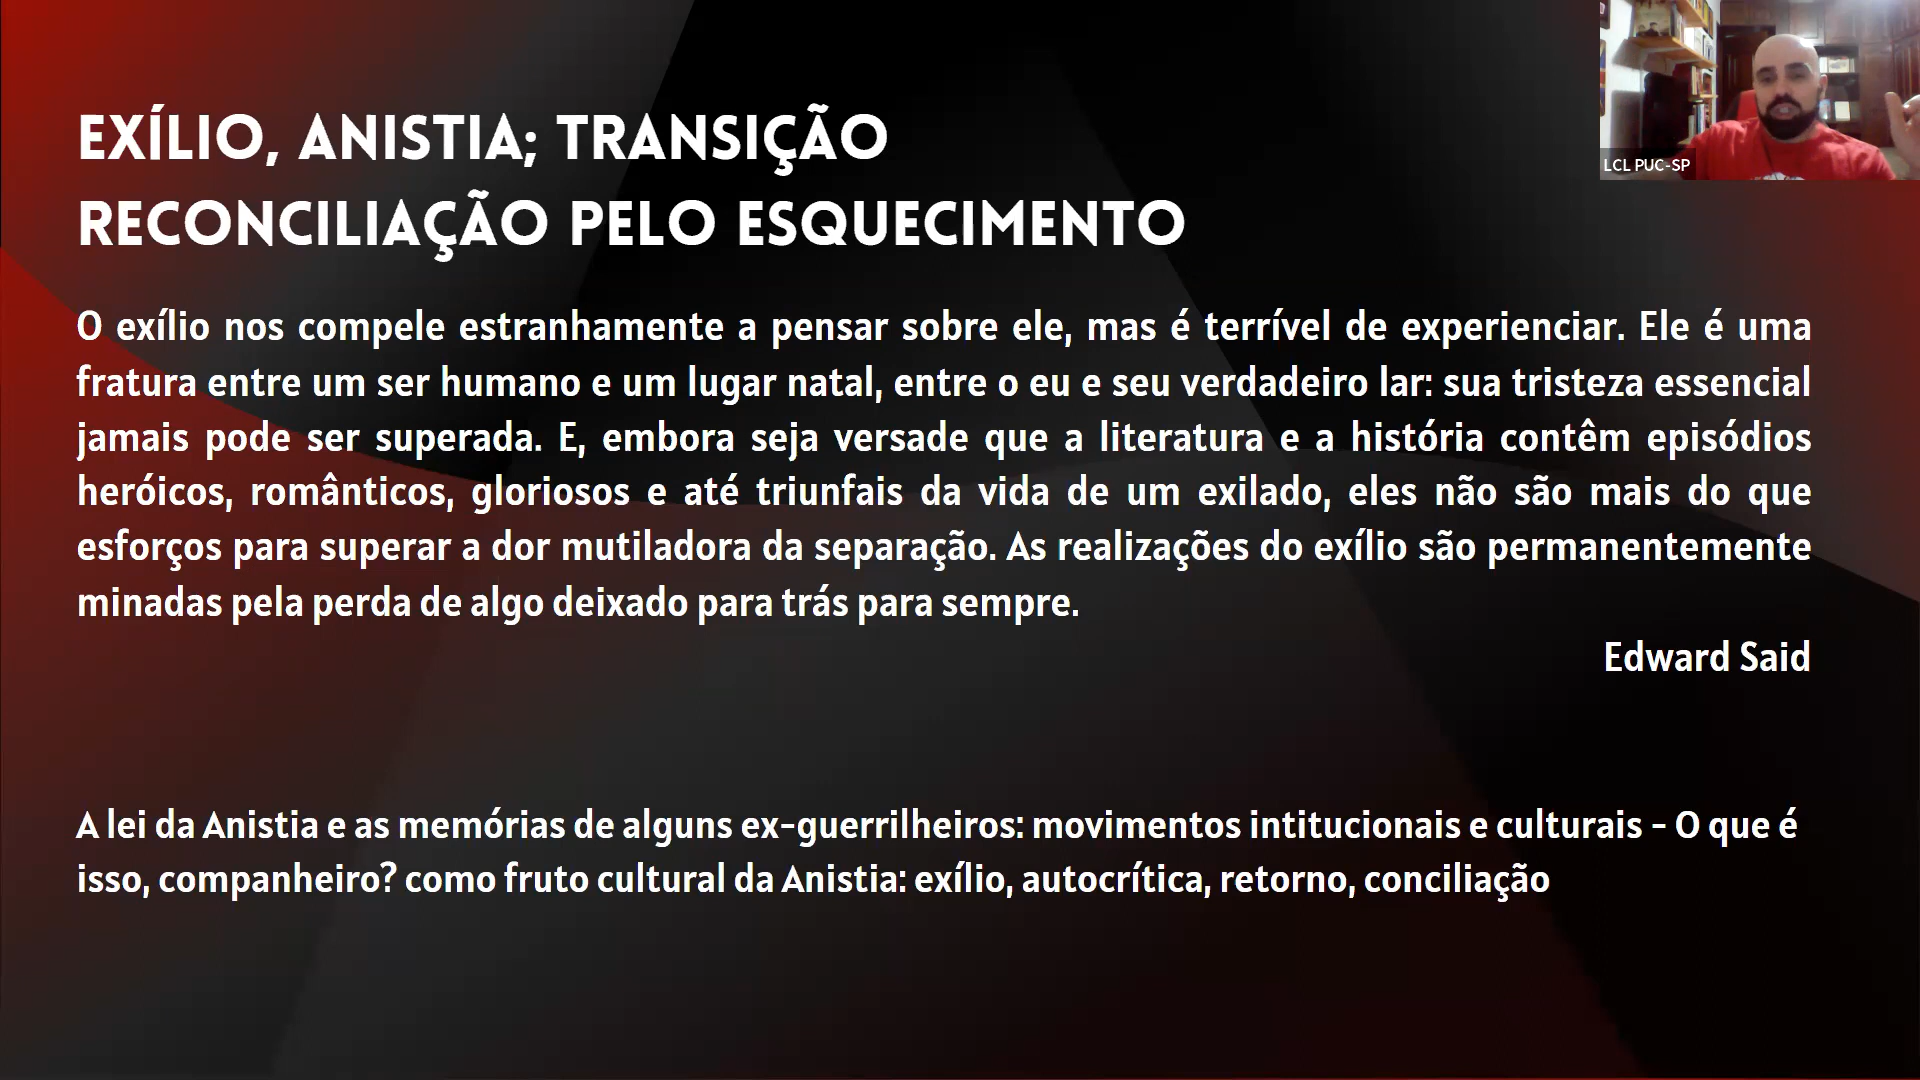 EXÍLIO, ANISTIA; TRANSIÇÃO
RECONCILIAÇÃO PELO ESQUECIMENTO
LCL PUC-SP
O exílio nos compele estranhamente a pensar sobre ele, mas é terrível de experienciar. Ele é uma
fratura entre um ser humano e um lugar natal, entre o eu e seu verdadeiro lar: sua tristeza essencial
jamais pode ser superada. E, embora seja versade que a literatura e a história contêm episódios
heróicos, românticos, gloriosos e até triunfais da vida de um exilado, eles não são mais do que
esforços para superar a dor mutiladora da separação. As realizações do exílio são permanentemente
minadas pela perda de algo deixado para trás para sempre.
Edward Said
A lei da Anistia e as memórias de alguns ex-guerrilheiros: movimentos intitucionais e culturais - O que é
isso, companheiro? como fruto cultural da Anistia: exílio, autocrítica, retorno, conciliação